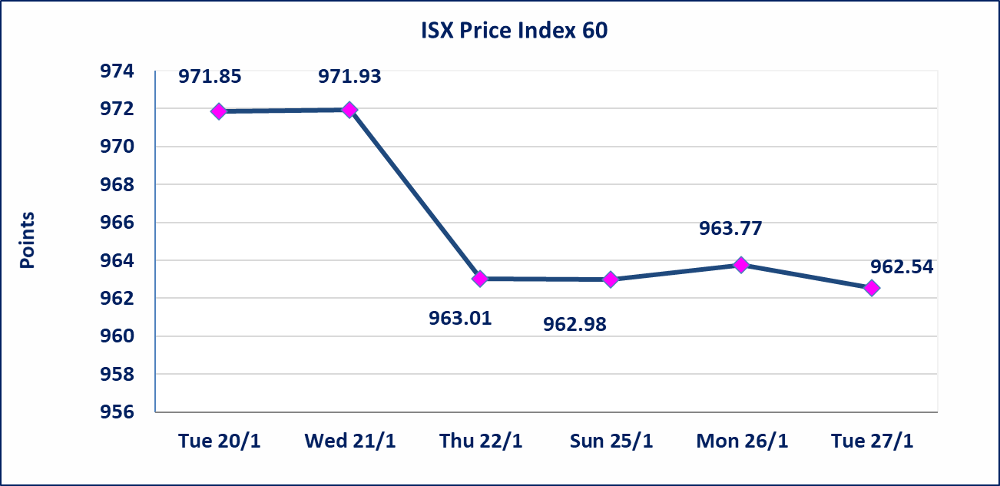 ISX Price Index 60
Points
974
972
970
968
966
964
962
960
958
956
971.85
971.93
963.01
962.98
963.77
962.54
Tue 20/1
Wed 21/1
Thu 22/1
Sun 25/1
Mon 26/1
Tue 27/1